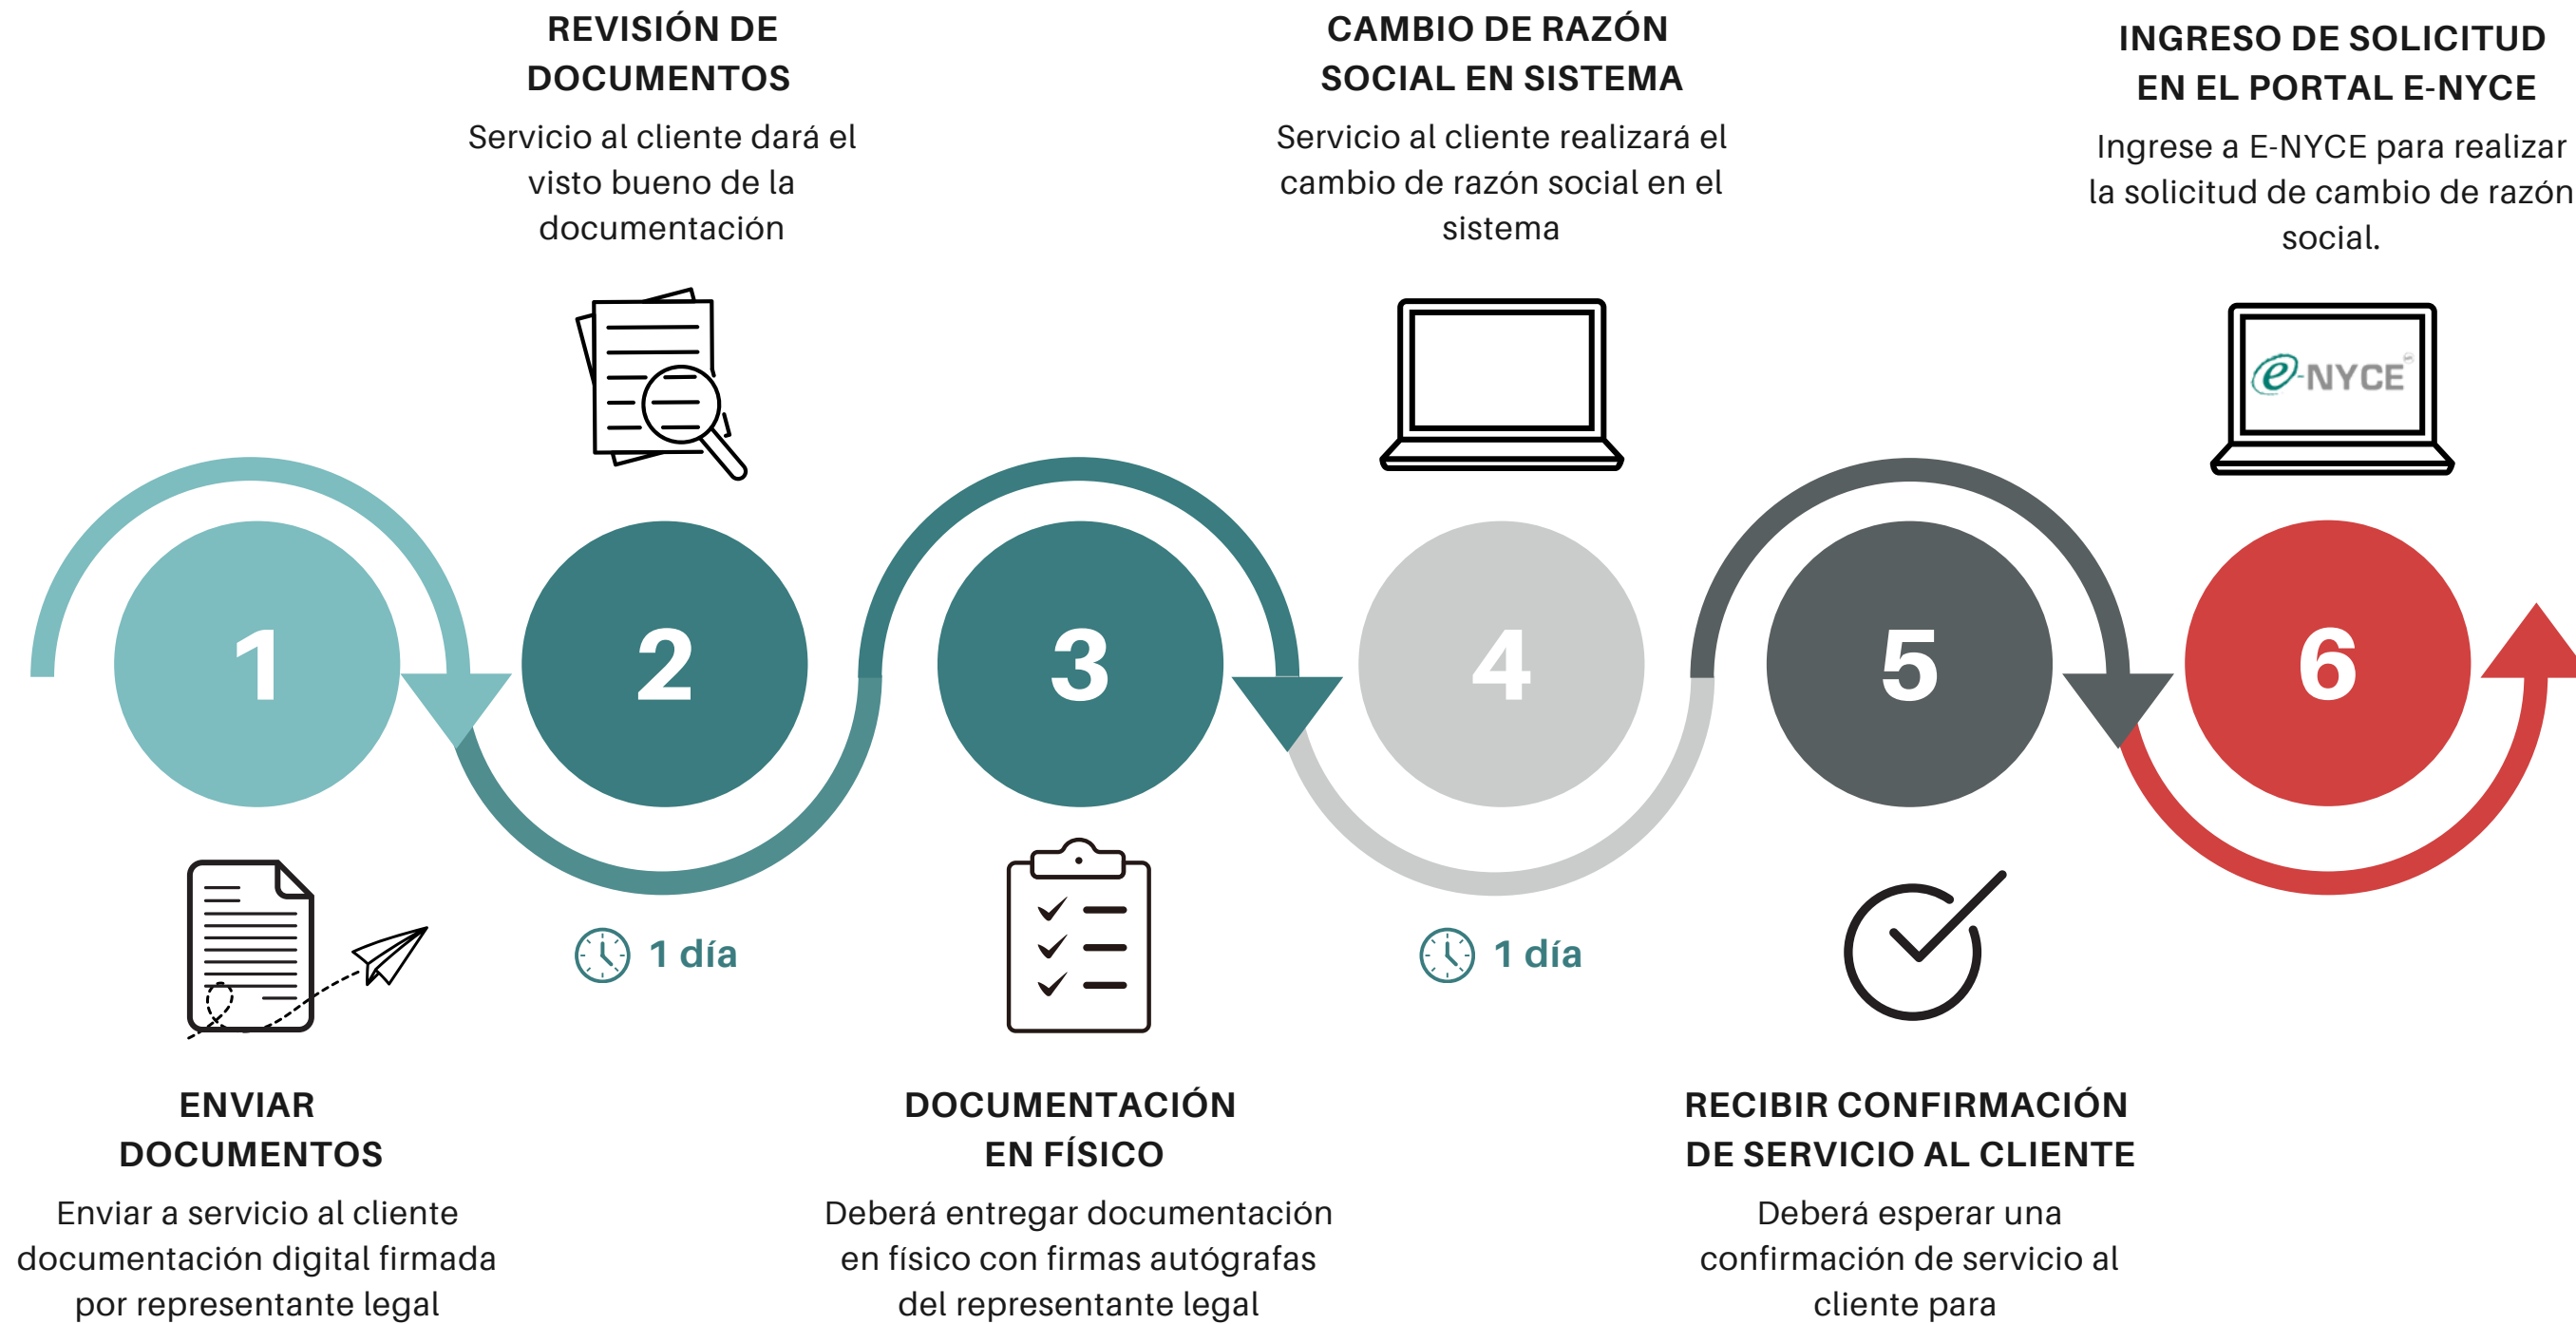 REVISIÓN DE
DOCUMENTOS
Servicio al cliente dará el
visto bueno de la
documentación
CAMBIO DE RAZÓN
SOCIAL EN SISTEMA
Servicio al cliente realizará el
cambio de razón social en el
sistema
INGRESO DE SOLICITUD
EN EL PORTAL E-NYCE
Ingrese a E-NYCE para realizar
la solicitud de cambio de razón
social.
e-NYCE
1
2
3
4
5
6
1 día
1 día
ENVIAR
DOCUMENTOS
Enviar a servicio al cliente
documentación digital firmada
por representante legal
DOCUMENTACIÓN
EN FÍSICO
Deberá entregar documentación
en físico con firmas autógrafas
del representante legal
RECIBIR CONFIRMACIÓN
DE SERVICIO AL CLIENTE
Deberá esperar una
confirmación de servicio al
cliente para